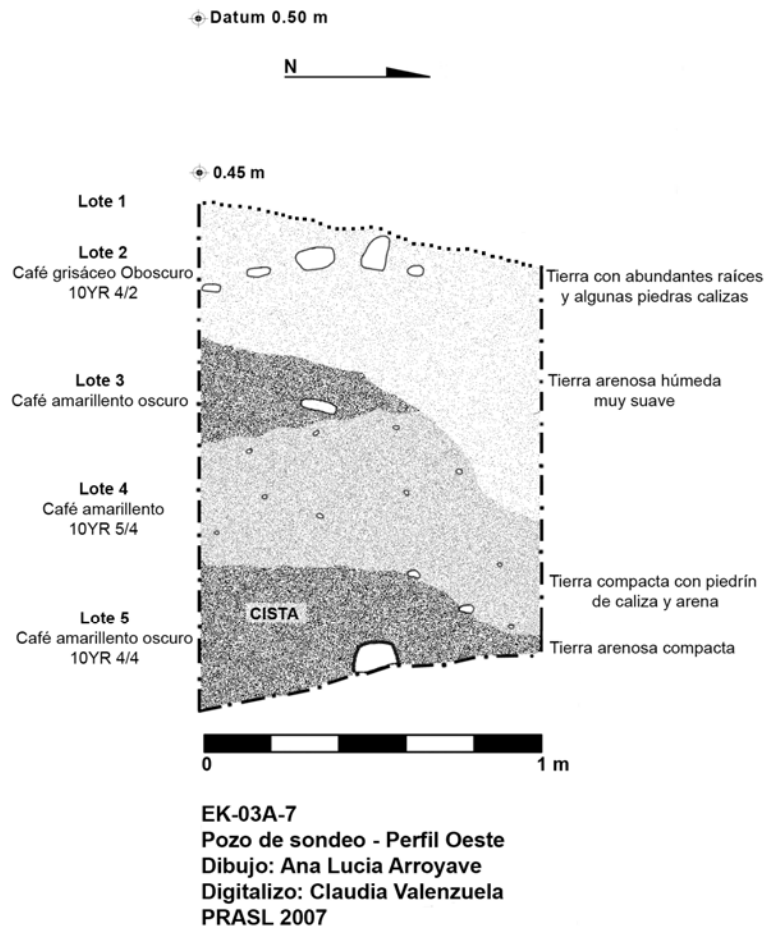 Datum 0.50 m
N
0.45 m
Lote 1
Lote 2
Café grisáceo Oboscuro
10YR 4/2
Tierra con abundantes raíces
y algunas piedras calizas
Lote 3
Café amarillento oscuro
Tierra arenosa húmeda
muy suave
Lote 4
Café amarillento
10YR 5/4
Tierra compacta con piedrín
de caliza y arena
Lote 5
Café amarillento oscuro
10YR 4/4
CISTA
Tierra arenosa compacta
0
1 m
EK-03A-7
Pozo de sondeo - Perfil Oeste
Dibujo: Ana Lucia Arroyave
Digitalizo: Claudia Valenzuela
PRASL 2007